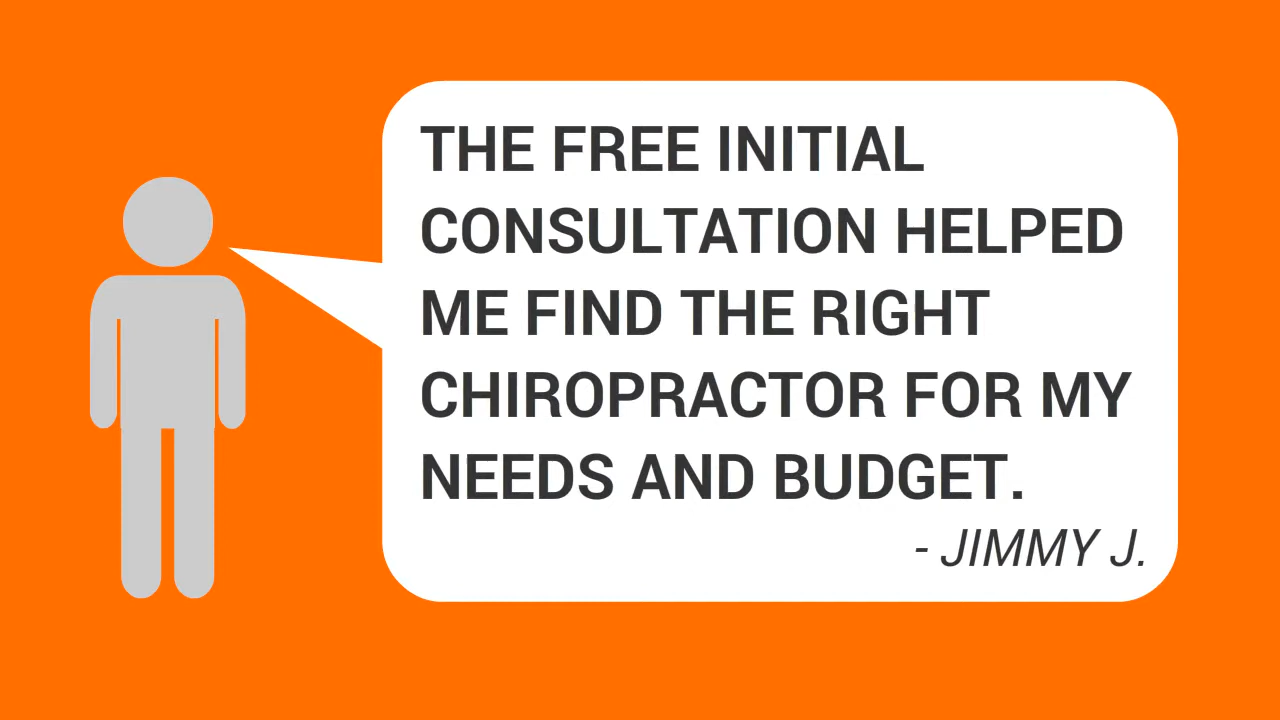 THE FREE INITIAL
CONSULTATION HELPED
ME FIND THE RIGHT
CHIROPRACTOR FOR MY
NEEDS AND BUDGET.
- JIMMY J.